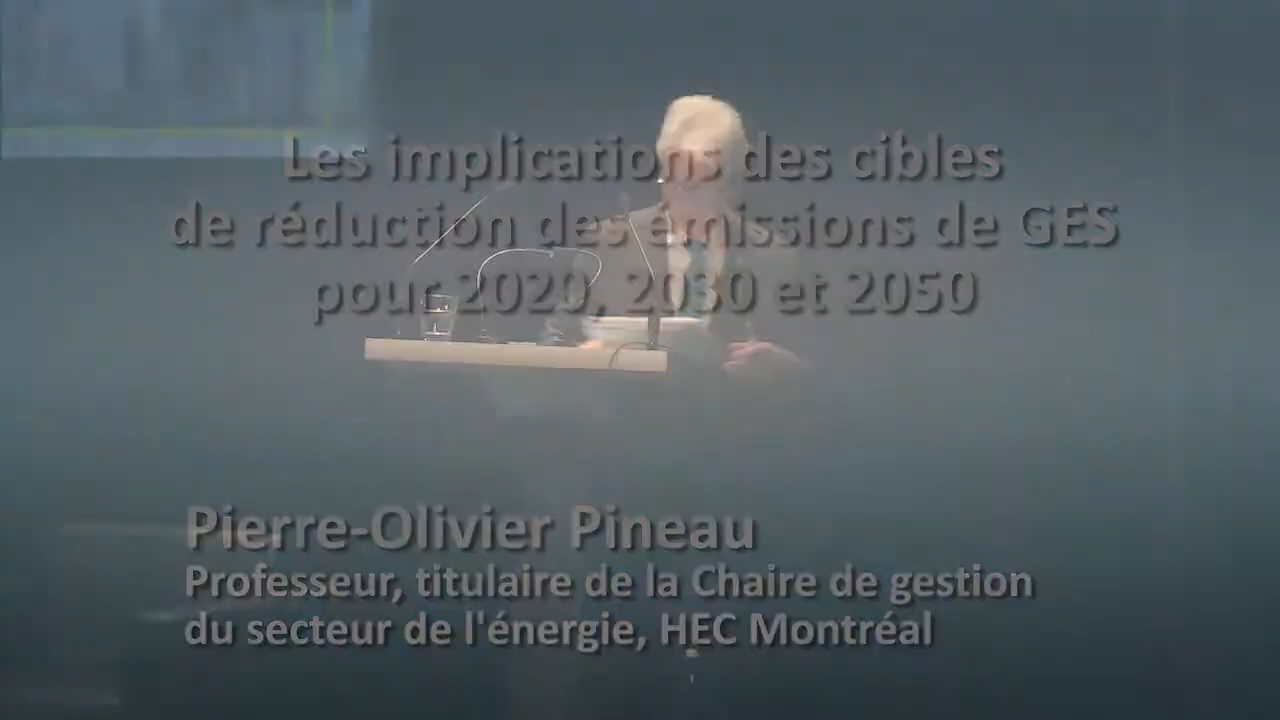 Les implications des cibles
de réduction des émissions de GES
pour 2020, 2030 et 2050
Pierre-Olivier Pineau
Professeur, titulaire de la Chaire de gestion
du secteur de l'énergie, HEC Montréal